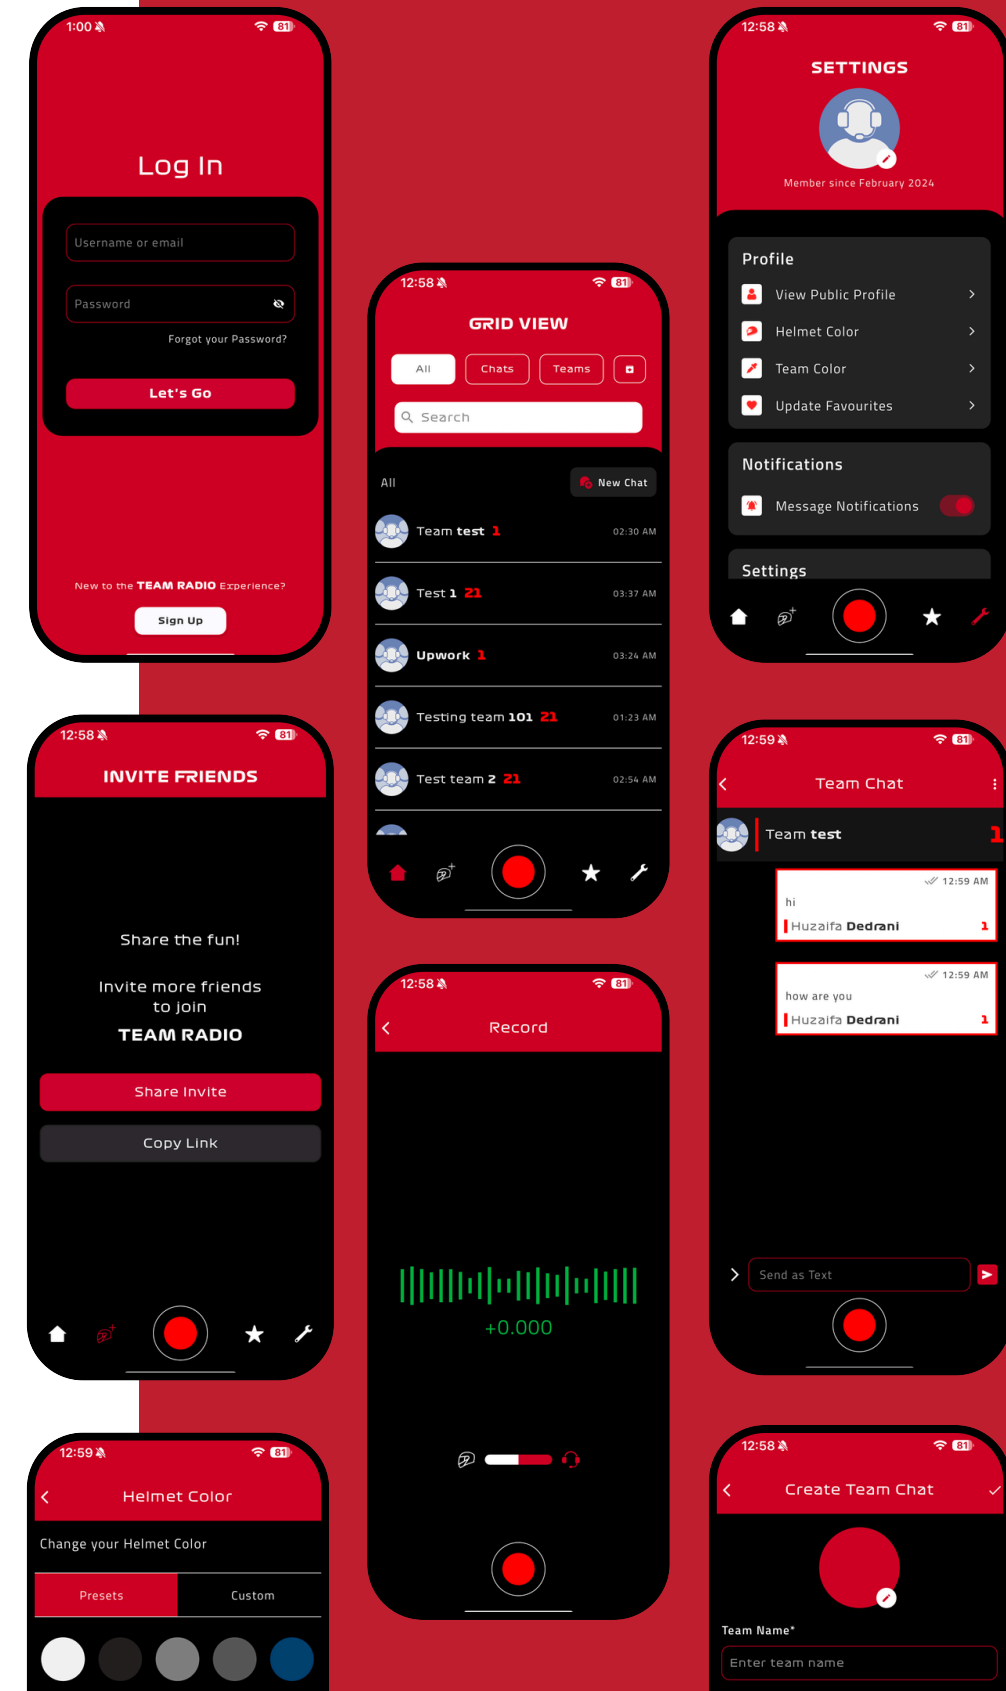 1:00
81
Log In
Username or email
Password
Forgot your Password?
Let's Go
New to the TEAM RADIO Experience?
Sign Up
12:58
81
GRID VIEW
All
Chats
Teams
Search
All
New Chat
Team test 1
02:30 AM
Test 1 21
03:37 AM
Upwork 1
03:24 AM
Testing team 101 21
01:23 AM
Test team 2 21
02:54 AM
12:58
81
SETTINGS
Member since February 2024
Profile
View Public Profile
Helmet Color
Team Color
Update Favourites
Notifications
Message Notifications
Settings
12:58
81
INVITE FRIENDS
Share the fun!
Invite more friends
to join
TEAM RADIO
Share Invite
Copy Link
12:58
81
Record
+0.000
12:59
81
Team Chat
Team test 1
12:59 AM
hi
Huzaifa Dedrani 1
12:59 AM
how are you
Huzaifa Dedrani 1
Send as Text
12:59
81
Helmet Color
Change your Helmet Color
Presets
Custom
12:58
81
Create Team Chat
Team Name*
Enter team name